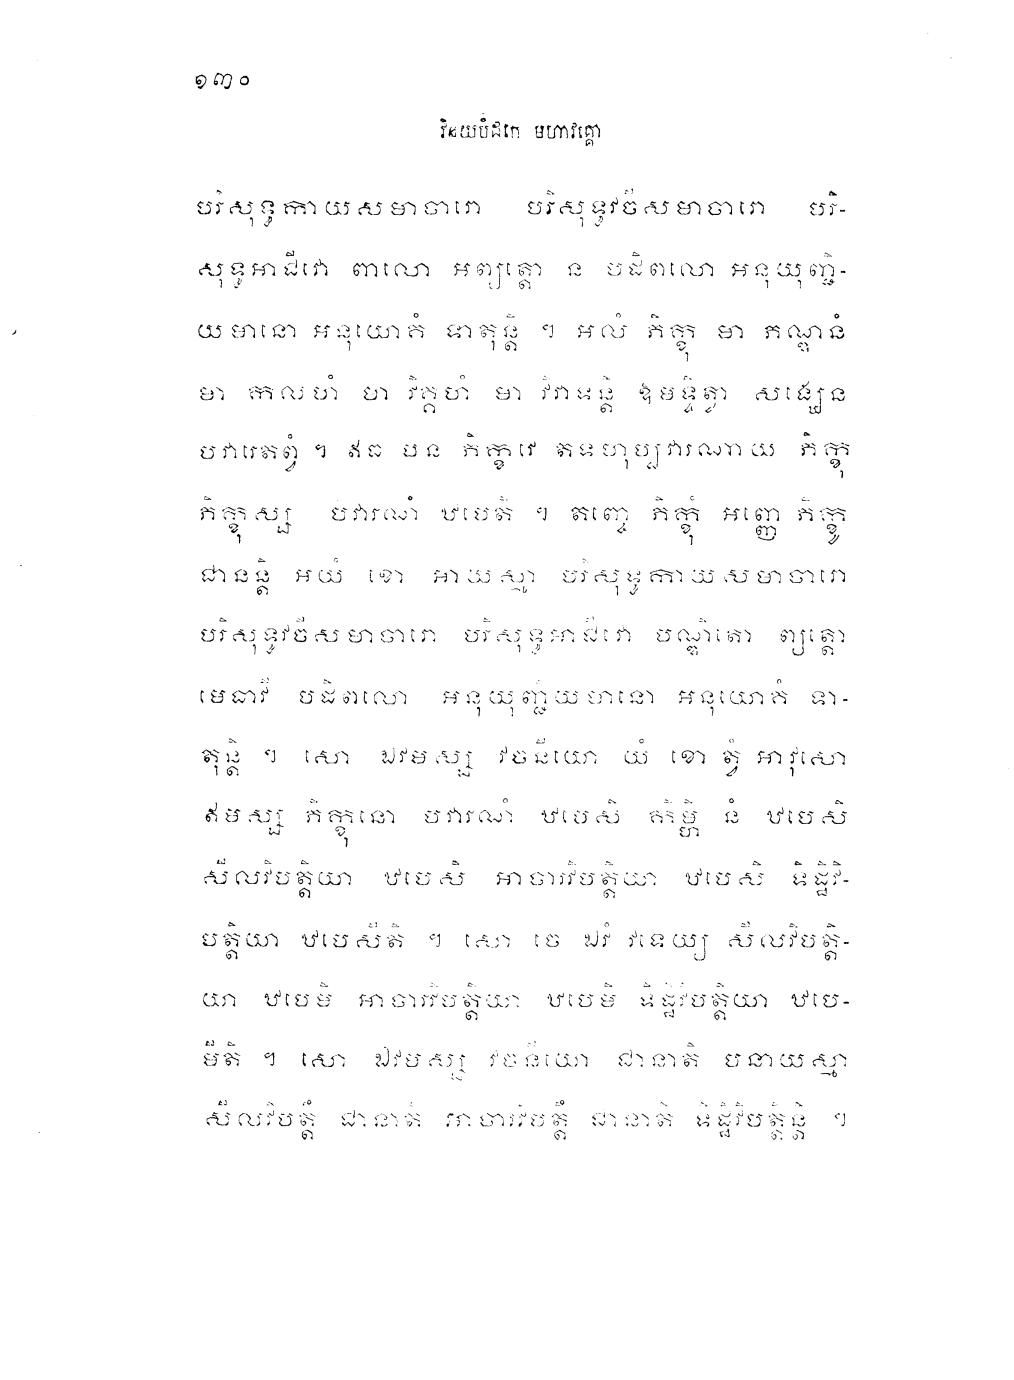 ១៣០
វិនយបិដកេ មហាវគ្គោ
បរិសុទ្ធកាយសមាចារោ បរិសុទ្ធវចីសមាចារោ បរិ-
សុទ្ធអាជីវោ ពាលោ អព្យត្តោ ន បដិពលោ អនុយុញ្ជិ-
យមានោ អនុយោគំ ទាតុន្តិ ។ អលំ ភិក្ខុ មា ភណ្ឌនំ
មា កលហំ មា វិគ្គហំ មា វិវាទន្តិ ឱមទ្ទិត្វា សង្ឃេន
បវារេតព្វំ ។ ឥធ បន ភិក្ខវេ តទហុប្បវារណាយ ភិក្ខុ
ភិក្ខុស្ស បវារណំ ឋបេតិ ។ តញ្ចេ ភិក្ខុំ អញ្ញេ ភិក្ខូ
ជានន្តិ អយំ ខោ អាយស្មា បរិសុទ្ធកាយសមាចារោ
បរិសុទ្ធវចីសមាចារោ បរិសុទ្ធអាជីវោ បណ្ឌិតោ ព្យត្តោ
មេធាវី បដិពលោ អនុយុញ្ជិយមានោ អនុយោគំ ទា-
តុន្តិ ។ សោ ឯវមស្ស វចនីយោ យំ ខោ ត្វំ អាវុសោ
ឥមស្ស ភិក្ខុនោ បវារណំ ឋបេសិ កិម្ហិ នំ ឋបេសិ
សីលវិបត្តិយា ឋបេសិ អាចារវិបត្តិយា ឋបេសិ ទិដ្ឋិវិ-
បត្តិយា ឋបេសីតិ ។ សោ ចេ ឯវំ វទេយ្យ សីលវិបត្តិ-
យា ឋបេមិ អាចារវិបត្តិយា ឋបេមិ ទិដ្ឋិវិបត្តិយា ឋបេ-
មីតិ ។ សោ ឯវមស្ស វចនីយោ ជានាតិ បនាយស្មា
សីលវិបត្តិំ ជានាតិ អាចារវិបត្តិំ ជានាតិ ទិដ្ឋិវិបត្តិន្តិ ។